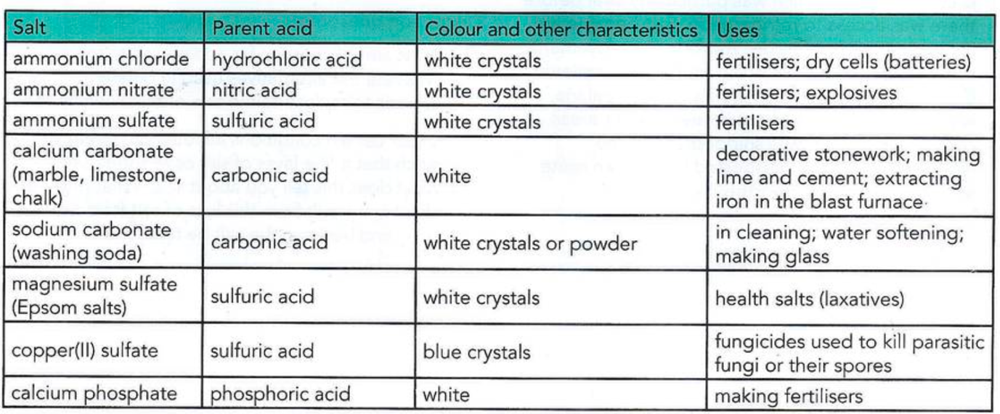 Salt
Parent acid
Colour and other characteristics
Uses
ammonium chloride
hydrochloric acid
white crystals
fertilisers; dry cells (batteries)
ammonium nitrate
nitric acid
white crystals
fertilisers; explosives
ammonium sulfate
sulfuric acid
white crystals
fertilisers
calcium carbonate
(marble, limestone,
chalk)
carbonic acid
white
decorative stonework; making
lime and cement; extracting
iron in the blast furnace
sodium carbonate
(washing soda)
carbonic acid
white crystals or powder
in cleaning; water softening;
making glass
magnesium sulfate
(Epsom salts)
sulfuric acid
white crystals
health salts (laxatives)
copper(II) sulfate
sulfuric acid
blue crystals
fungicides used to kill parasitic
fungi or their spores
calcium phosphate
phosphoric acid
white
making fertilisers